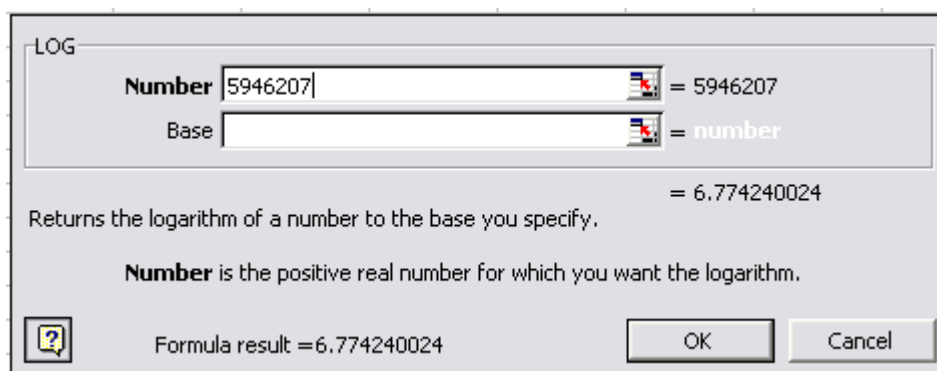 LOG
Number 5946207 = 5946207
Base = number
= 6.774240024
Returns the logarithm of a number to the base you specify.
Number is the positive real number for which you want the logarithm.
Formula result =6.774240024 OK Cancel